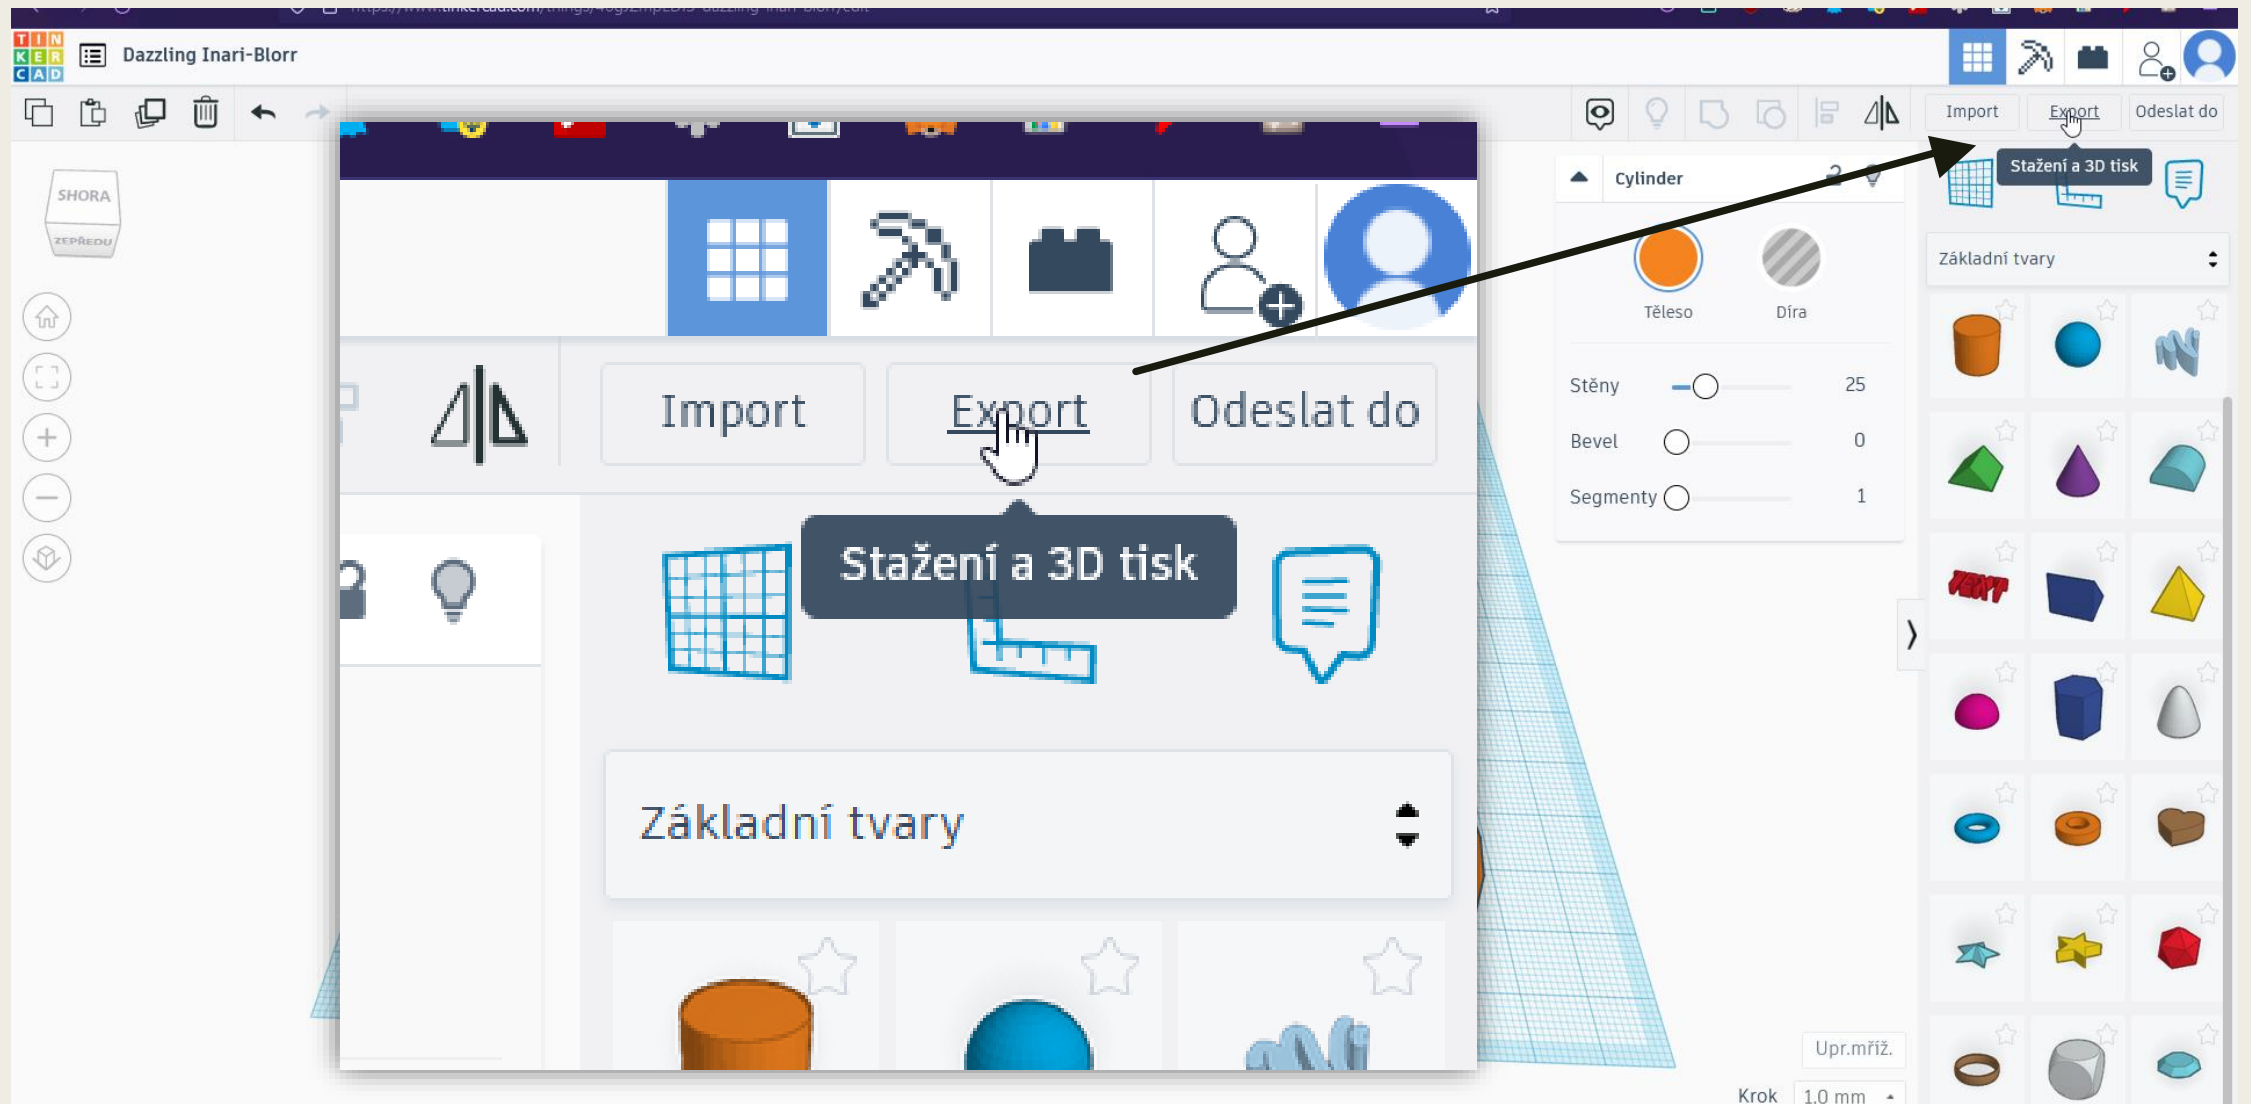 TIN
KER
CAD
Dazzling Inari-Blorr
Import
Export
Odeslat do
Stažení a 3D tisk
SHORA
ZEPŘEDU
Cylinder
Těleso
Díra
Stěny
25
Bevel
0
Segmenty
1
Základní tvary
TEXT
Import
Export
Odeslat do
Stažení a 3D tisk
Základní tvary
Upr.mříž.
Krok
1.0 mm